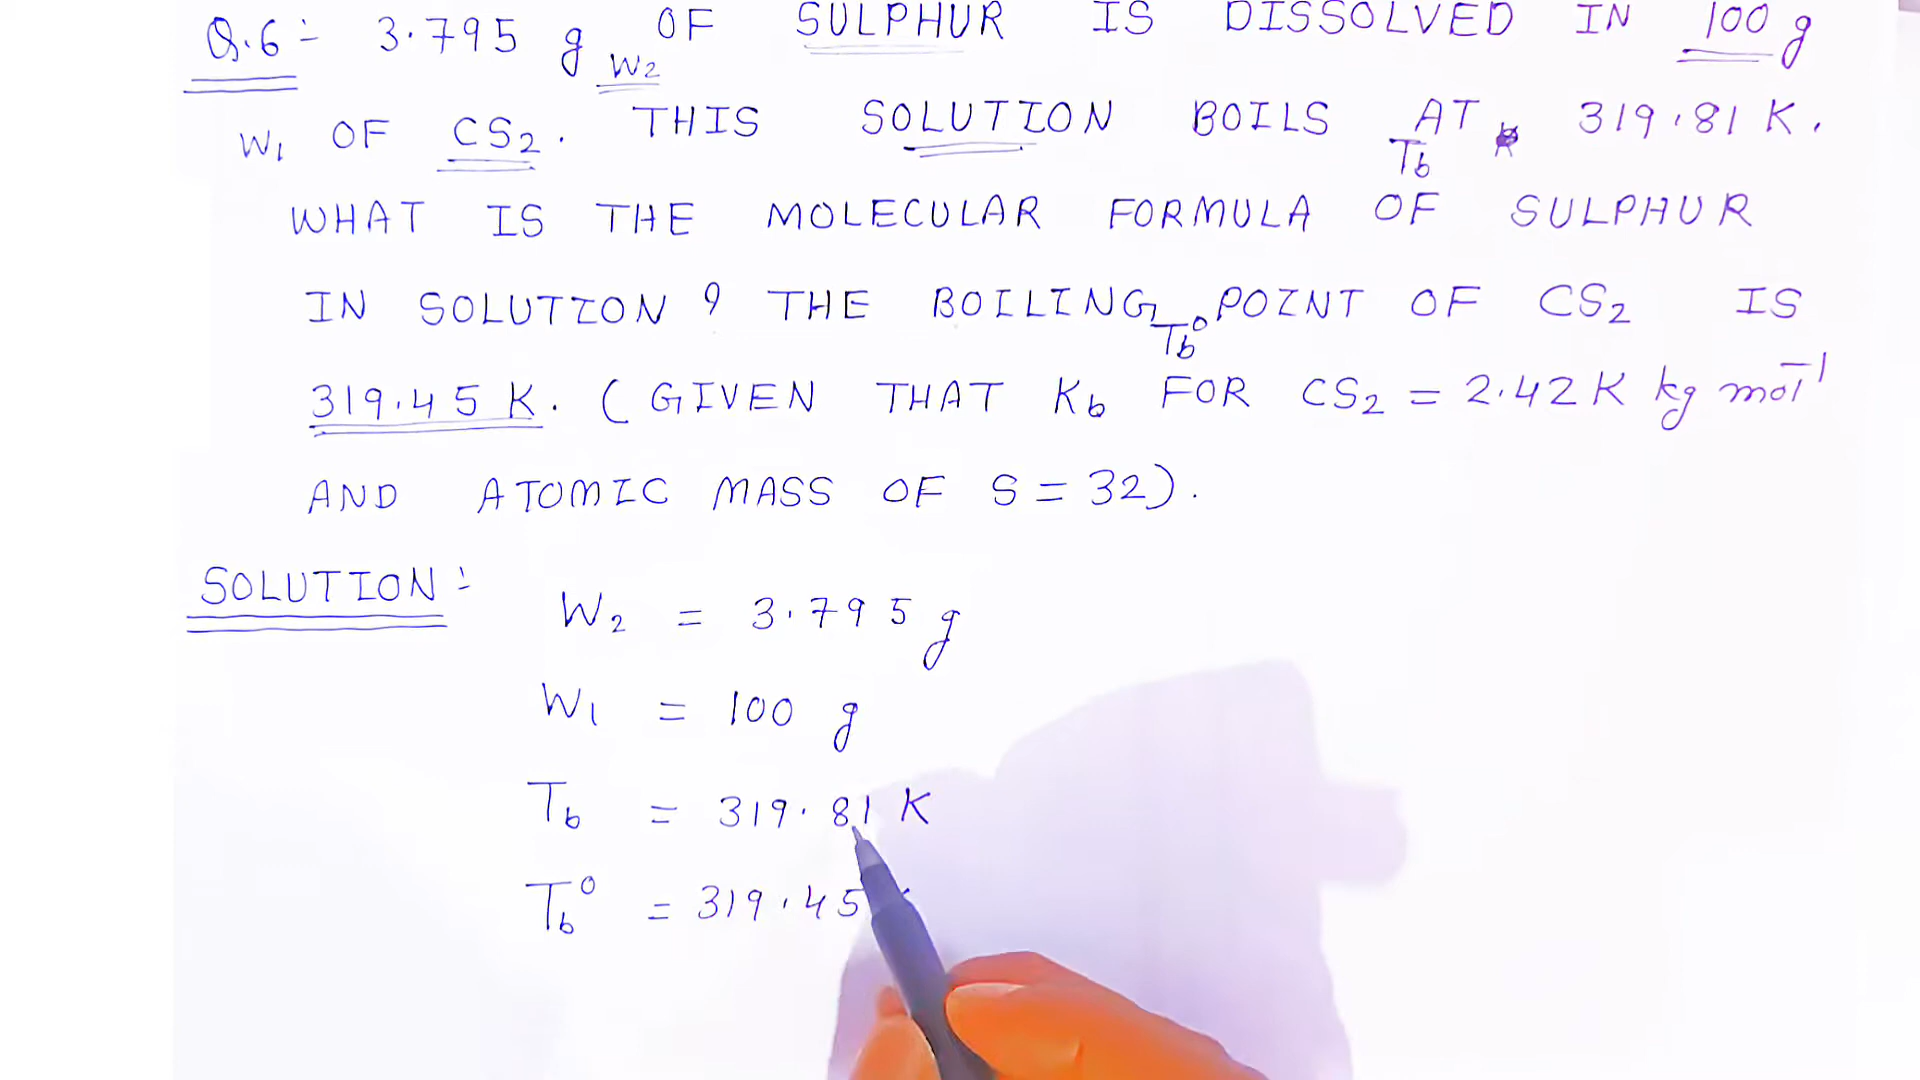 Q.6:- 3.795 g W2 OF SULPHUR IS DISSOLVED IN 100 g
W1 OF CS2. THIS SOLUTION BOILS AT Tb 319.81 K.
WHAT IS THE MOLECULAR FORMULA OF SULPHUR
IN SOLUTION? THE BOILING Tb° POINT OF CS2 IS
319.45 K. (GIVEN THAT Kb FOR CS2 = 2.42 K kg mol⁻¹
AND ATOMIC MASS OF S = 32).
SOLUTION:-
W2 = 3.795 g
W1 = 100 g
Tb = 319.81 K
Tb° = 319.45